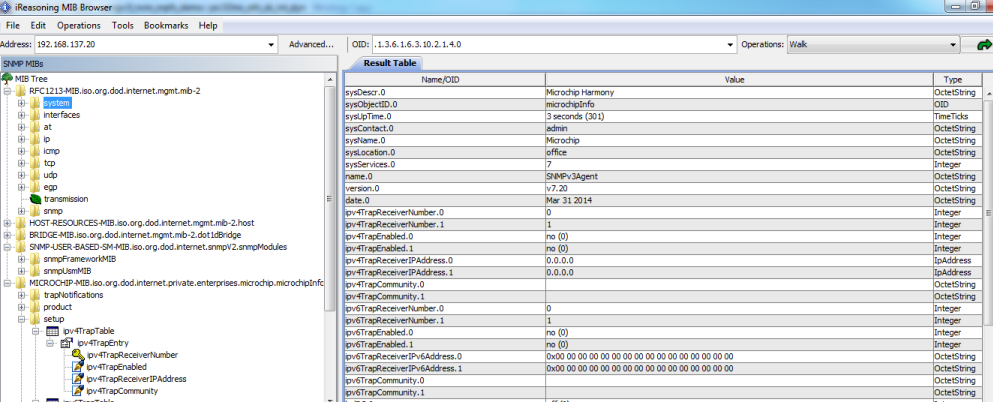 iReasoning MIB Browser
File Edit Operations Tools Bookmarks Help
Address: 192.168.137.20 Advanced... OID: .1.3.6.1.6.3.10.2.1.4.0 Operations: Walk
SNMP MIBs
Result Table
MIB Tree
RFC1213-MIB.iso.org.dod.internet.mgmt.mib-2
system
interfaces
at
ip
icmp
tcp
udp
egp
transmission
snmp
HOST-RESOURCES-MIB.iso.org.dod.internet.mgmt.mib-2.host
BRIDGE-MIB.iso.org.dod.internet.mgmt.mib-2.dot1dBridge
SNMP-USER-BASED-SM-MIB.iso.org.dod.internet.snmpV2.snmpModules
snmpFrameworkMIB
snmpUsmMIB
MICROCHIP-MIB.iso.org.dod.internet.private.enterprises.microchip.microchipInfo
trapNotifications
product
setup
ipv4TrapTable
ipv4TrapEntry
ipv4TrapReceiverNumber
ipv4TrapEnabled
ipv4TrapReceiverIPAddress
ipv4TrapCommunity
Name/OID Value Type
sysDescr.0 Microchip Harmony OctetString
sysObjectID.0 microchipInfo OID
sysUpTime.0 3 seconds (301) TimeTicks
sysContact.0 admin OctetString
sysName.0 Microchip OctetString
sysLocation.0 office OctetString
sysServices.0 7 Integer
name.0 SNMPv3Agent OctetString
version.0 v7.20 OctetString
date.0 Mar 31 2014 OctetString
ipv4TrapReceiverNumber.0 0 Integer
ipv4TrapReceiverNumber.1 1 Integer
ipv4TrapEnabled.0 no (0) Integer
ipv4TrapEnabled.1 no (0) Integer
ipv4TrapReceiverIPAddress.0 0.0.0.0 IpAddress
ipv4TrapReceiverIPAddress.1 0.0.0.0 IpAddress
ipv4TrapCommunity.0 OctetString
ipv4TrapCommunity.1 OctetString
ipv6TrapReceiverNumber.0 0 Integer
ipv6TrapReceiverNumber.1 1 Integer
ipv6TrapEnabled.0 no (0) Integer
ipv6TrapEnabled.1 no (0) Integer
ipv6TrapReceiverIPv6Address.0 0x00 00 00 00 00 00 00 00 00 00 00 00 00 00 00 00 OctetString
ipv6TrapReceiverIPv6Address.1 0x00 00 00 00 00 00 00 00 00 00 00 00 00 00 00 00 OctetString
ipv6TrapCommunity.0 OctetString
ipv6TrapCommunity.1 OctetString